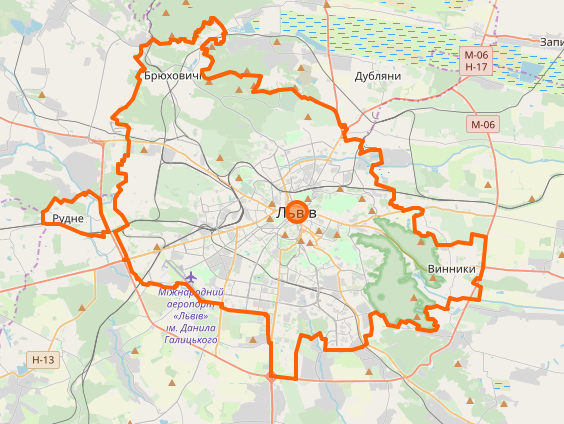 М-06
Н-17
Запи
Брюховичі
Дубляни
М-06
Львів
Рудне
Винники
Міжнародний
аеропорт
«Львів»
ім. Данила
Галицького
Н-13